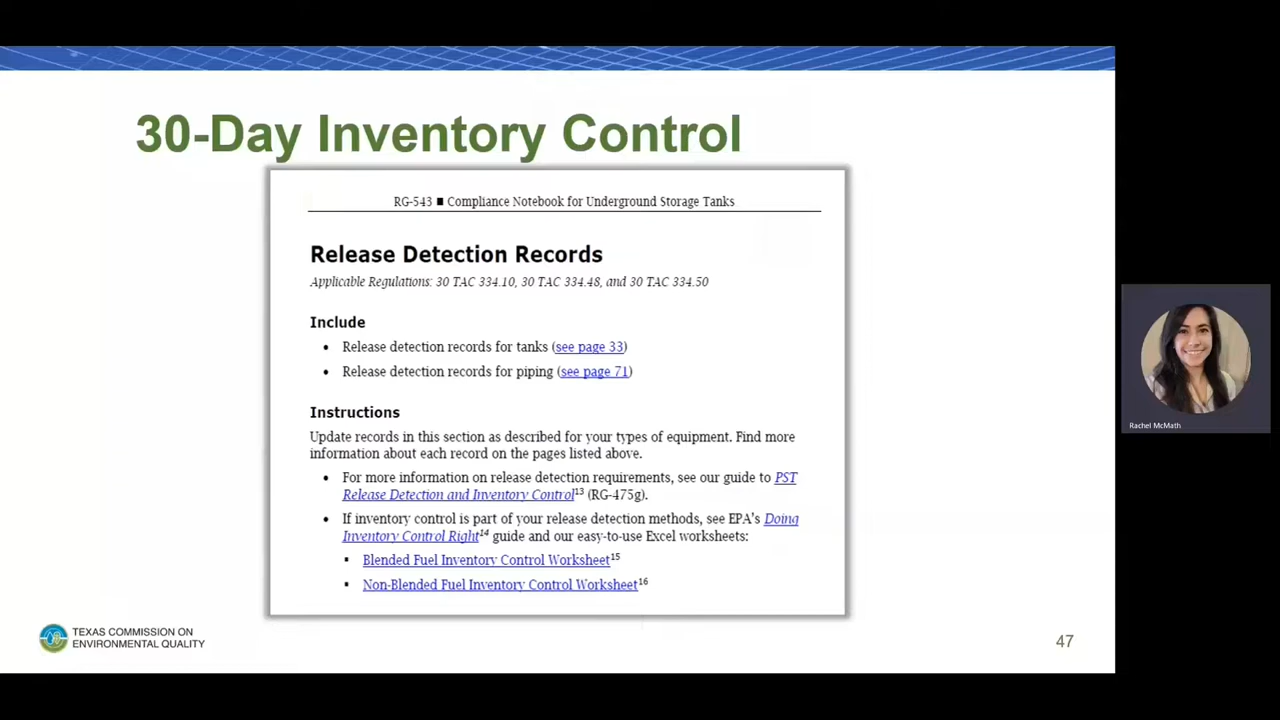 30-Day Inventory Control
RG-543 ■ Compliance Notebook for Underground Storage Tanks
Release Detection Records
Applicable Regulations: 30 TAC 334.10, 30 TAC 334.48, and 30 TAC 334.50
Include
• Release detection records for tanks (see page 33)
• Release detection records for piping (see page 71)
Instructions
Update records in this section as described for your types of equipment. Find more
information about each record on the pages listed above.
• For more information on release detection requirements, see our guide to PST
Release Detection and Inventory Control¹³ (RG-475g).
• If inventory control is part of your release detection methods, see EPA's Doing
Inventory Control Right¹⁴ guide and our easy-to-use Excel worksheets:
▪ Blended Fuel Inventory Control Worksheet¹⁵
▪ Non-Blended Fuel Inventory Control Worksheet¹⁶
TEXAS COMMISSION ON
ENVIRONMENTAL QUALITY
47
Rachel McMath